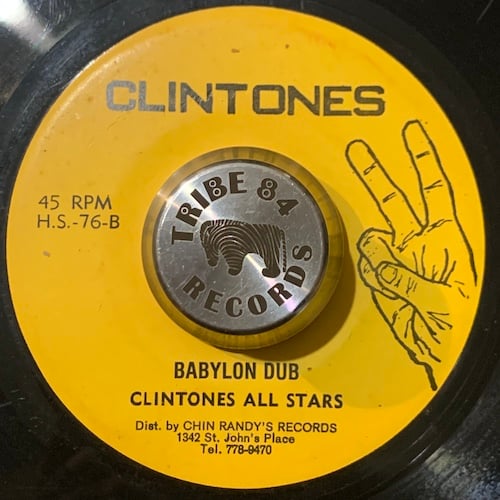 CLINTONES
45 RPM
H.S.-76-B
TRIBE 84
RECORDS
BABYLON DUB
CLINTONES ALL STARS
Dist. by CHIN RANDY'S RECORDS
1342 St. John's Place
Tel. 778-9470